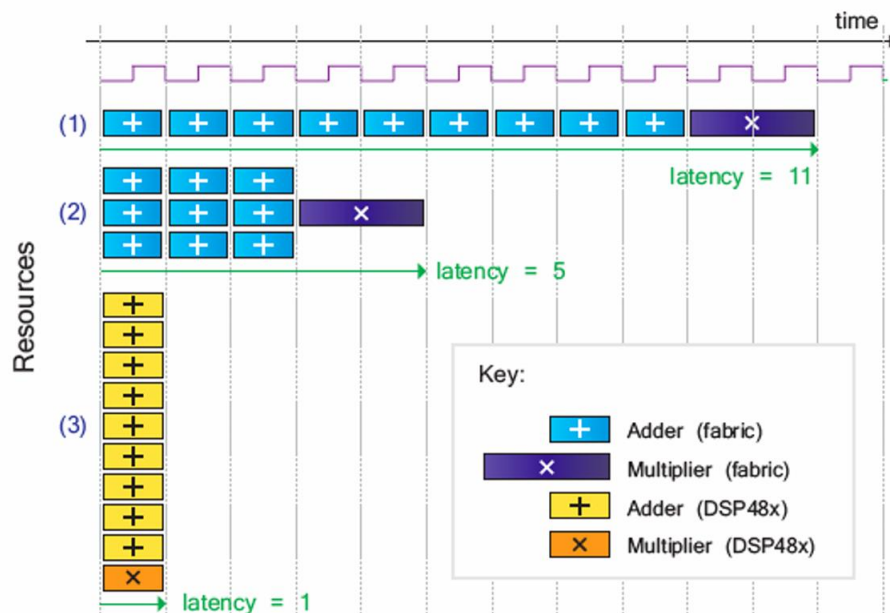 time
(1)
+ + + + + + + + + ×
latency = 11
+ + +
(2) + + + ×
+ + +
latency = 5
Resources
+
+
+
+
(3) +
+
+
+
+
×
latency = 1
Key:
+ Adder (fabric)
× Multiplier (fabric)
+ Adder (DSP48x)
× Multiplier (DSP48x)